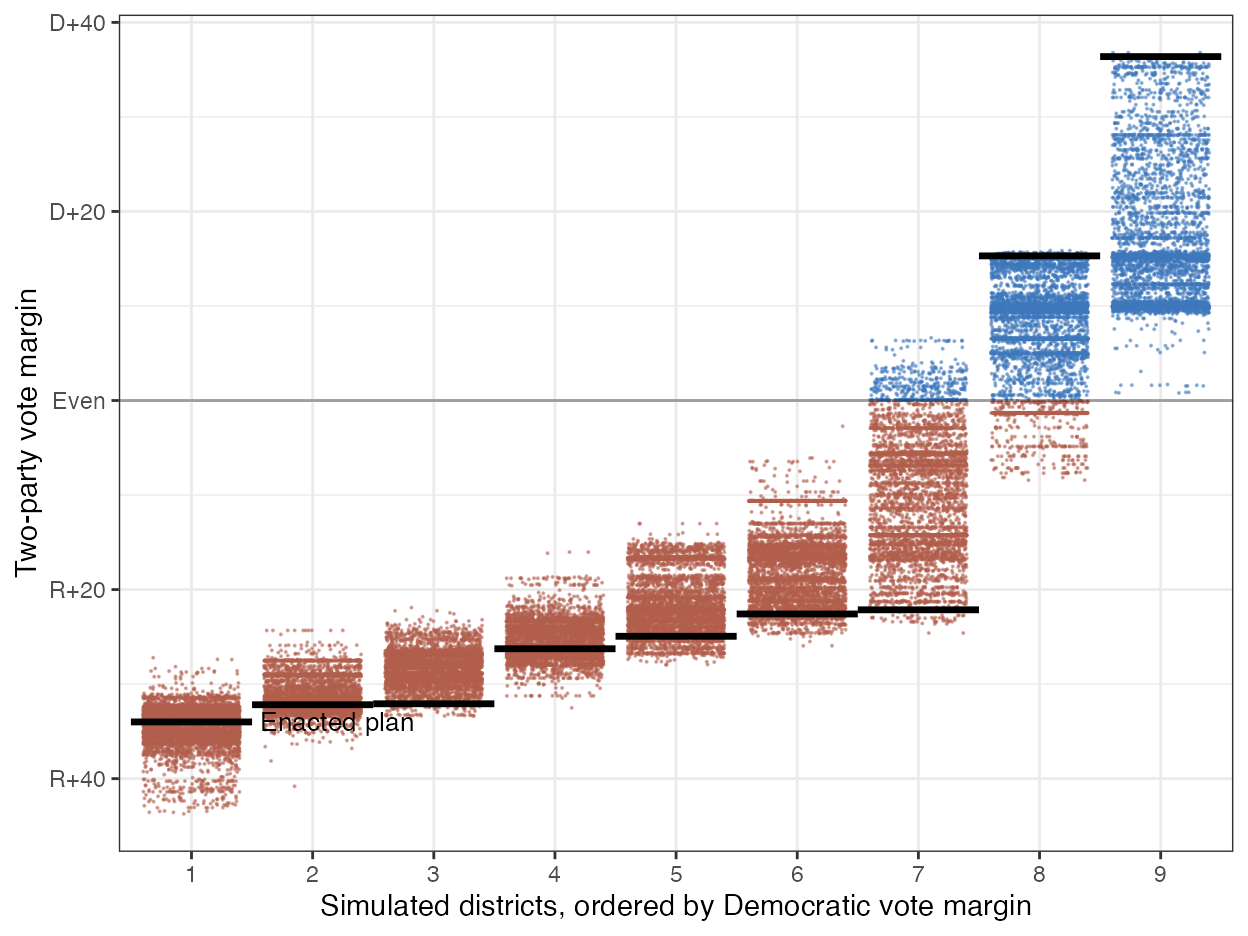 D+40
D+20
Even
R+20
R+40
Two-party vote margin
Enacted plan
1 2 3 4 5 6 7 8 9
Simulated districts, ordered by Democratic vote margin